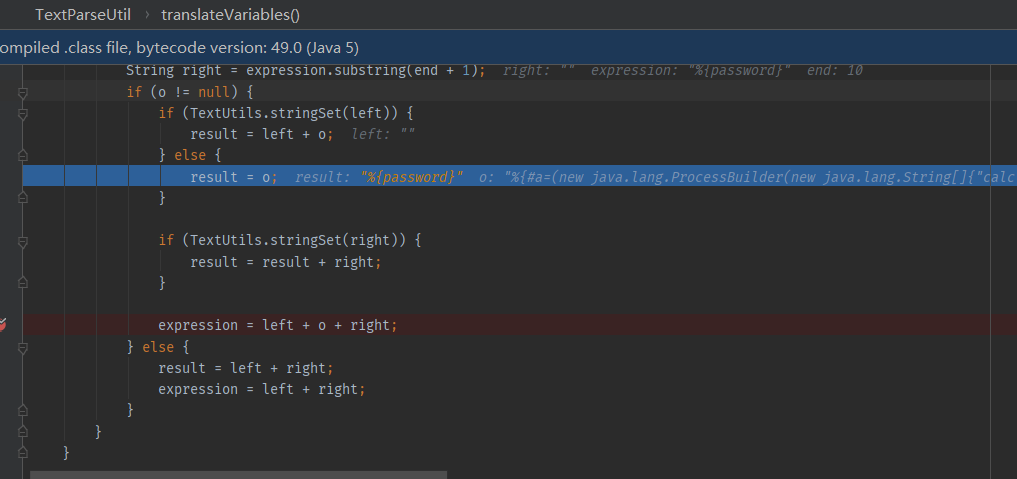 TextParseUtil › translateVariables()
ompiled .class file, bytecode version: 49.0 (Java 5)
String right = expression.substring(end + 1); right: "" expression: "%{password}" end: 10
if (o != null) {
if (TextUtils.stringSet(left)) {
result = left + o; left: ""
} else {
result = o; result: "%{password}" o: "%{#a=(new java.lang.ProcessBuilder(new java.lang.String[]{"calc
}
if (TextUtils.stringSet(right)) {
result = result + right;
}
expression = left + o + right;
} else {
result = left + right;
expression = left + right;
}
}
}